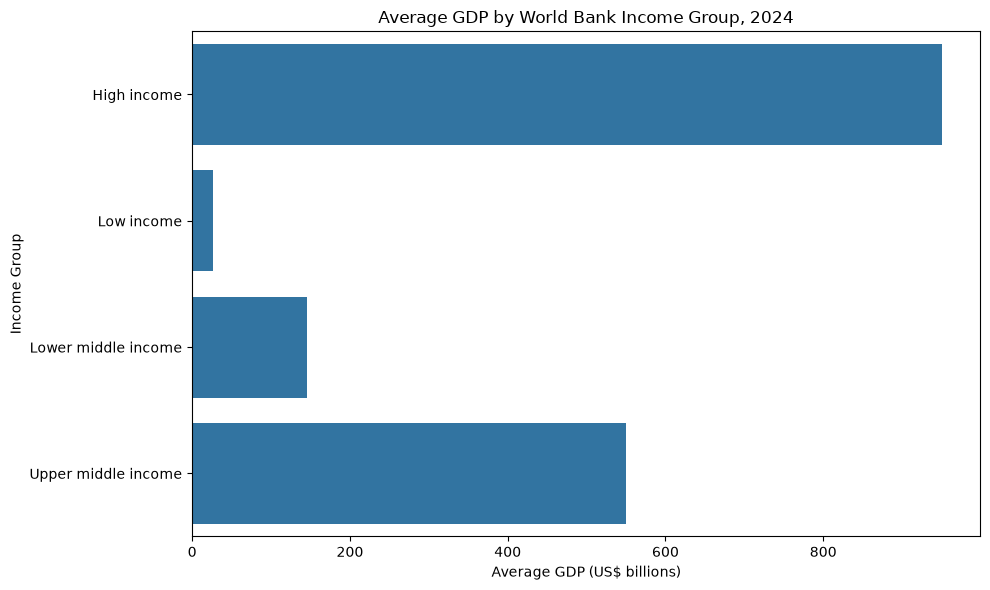 Average GDP by World Bank Income Group, 2024
Income Group
High income
Low income
Lower middle income
Upper middle income
0 200 400 600 800
Average GDP (US$ billions)